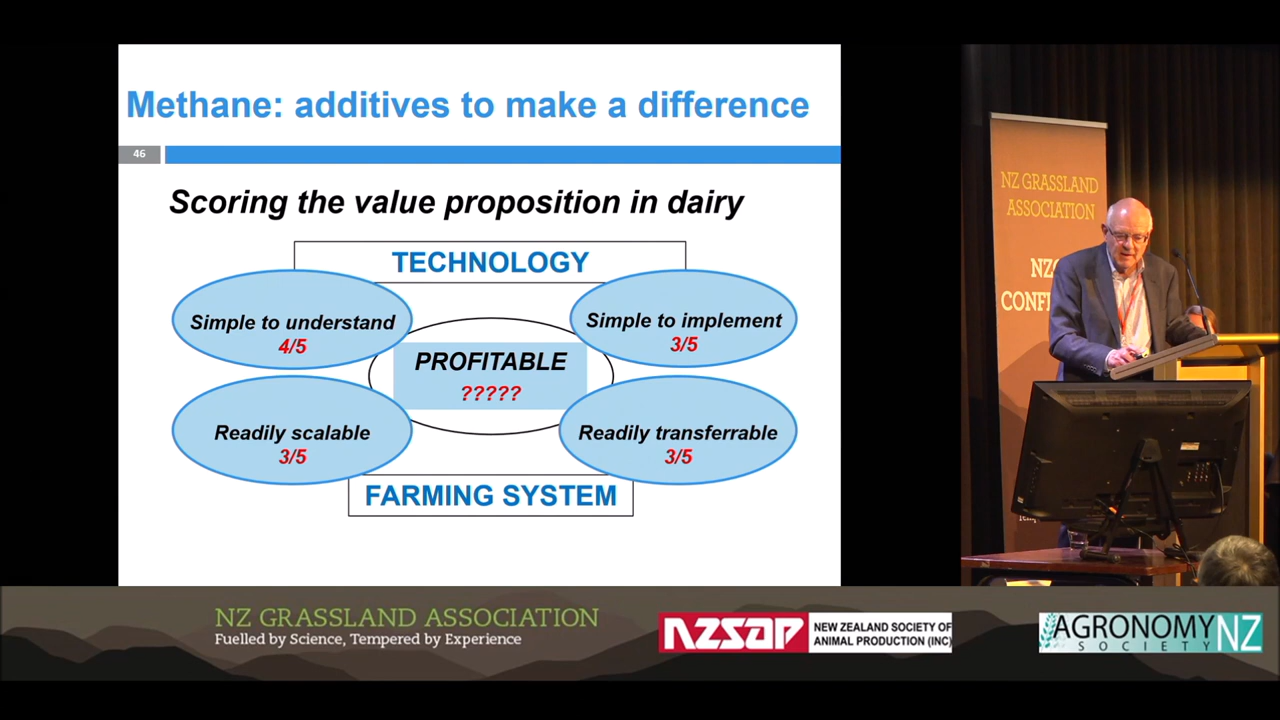 Methane: additives to make a difference
46
Scoring the value proposition in dairy
TECHNOLOGY
Simple to understand
4/5
Simple to implement
3/5
PROFITABLE
?????
Readily scalable
3/5
Readily transferrable
3/5
FARMING SYSTEM
NZ GRASSLAND
ASSOCIATION
NZ GRASSLAND ASSOCIATION
Fuelled by Science, Tempered by Experience
NZSAP
NEW ZEALAND SOCIETY OF
ANIMAL PRODUCTION (INC)
AGRONOMY NZ
SOCIETY